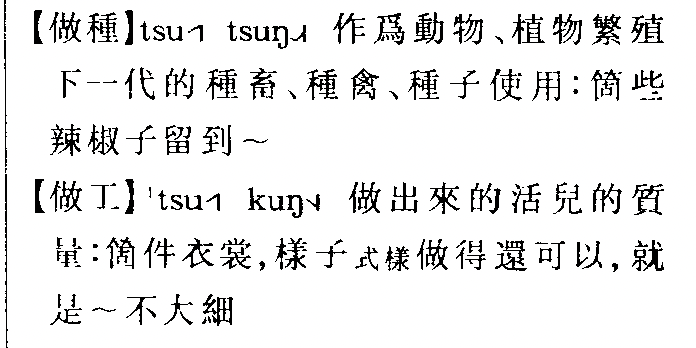 【做種】tsu˧ tsuŋ˨˩ 作爲動物、植物繁殖
下一代的種畜、種禽、種子使用：箇些
辣椒子留到～
【做工】tsu˧ kuŋ 做出來的活兒的質
量：箇件衣裳，樣子式樣做得還可以，就
是～不大細